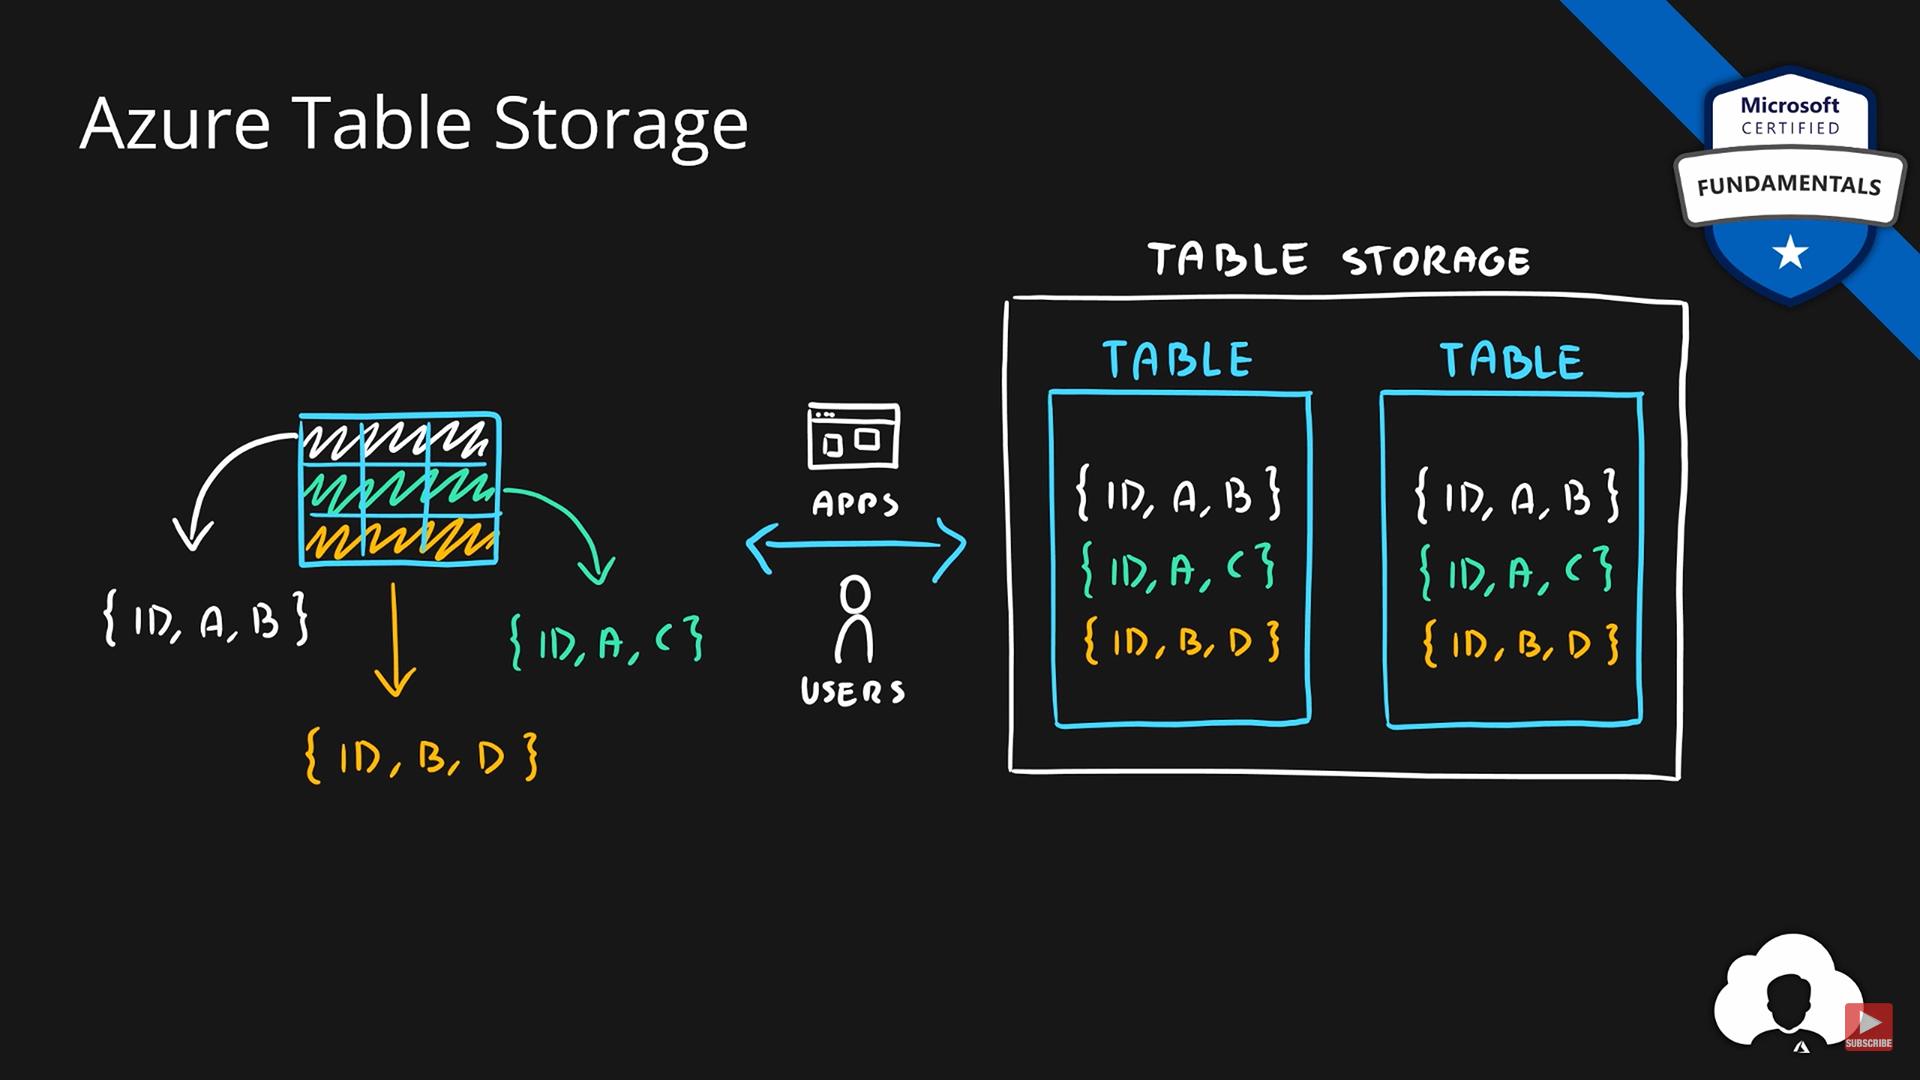 Azure Table Storage
Microsoft
CERTIFIED
FUNDAMENTALS
{ ID, A, B }
{ ID, A, C }
{ ID, B, D }
APPS
USERS
TABLE STORAGE
TABLE
{ ID, A, B }
{ ID, A, C }
{ ID, B, D }
TABLE
{ ID, A, B }
{ ID, A, C }
{ ID, B, D }
SUBSCRIBE